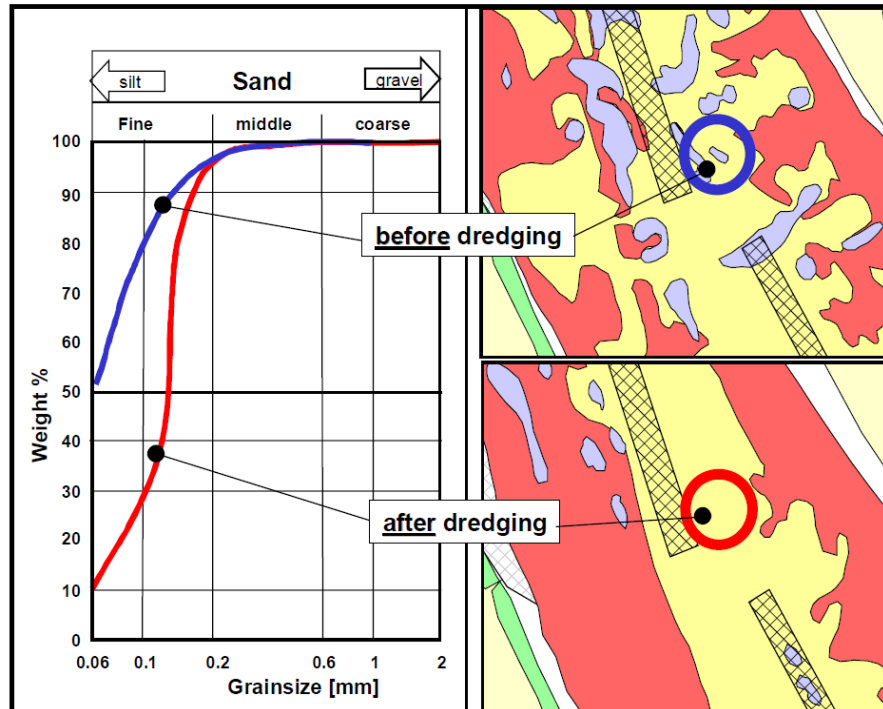 silt Sand gravel
Fine middle coarse
100
90
80
70
60
50
40
30
20
10
0
Weight %
0.06 0.1 0.2 0.6 1 2
Grainsize [mm]
before dredging
after dredging